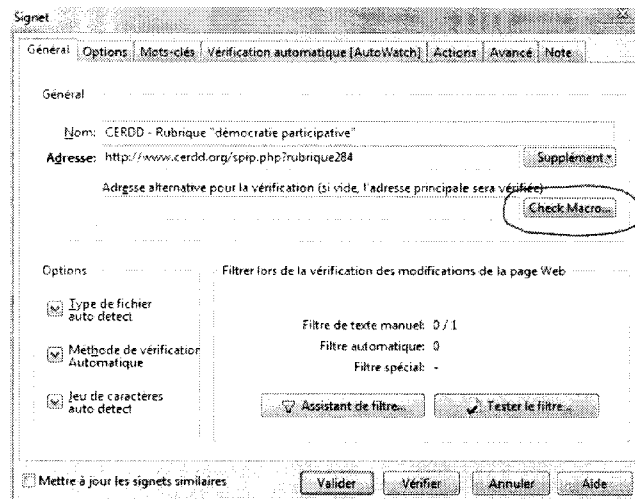 Signet
Général Options Mots-clés Vérification automatique [AutoWatch] Actions Avancé Note
Général
Nom: CERDD - Rubrique "démocratie participative"
Adresse: http://www.cerdd.org/spip.php?rubrique284 Supplément
Adresse alternative pour la vérification (si vide, l'adresse principale sera vérifiée)
Check Macro...
Options
Filtrer lors de la vérification des modifications de la page Web
Type de fichier
auto detect
Méthode de vérification
Automatique
Jeu de caractères
auto detect
Filtre de texte manuel: 0 / 1
Filtre automatique: 0
Filtre spécial: -
Assistant de filtre... Tester le filtre...
Mettre à jour les signets similaires Valider Vérifier Annuler Aide